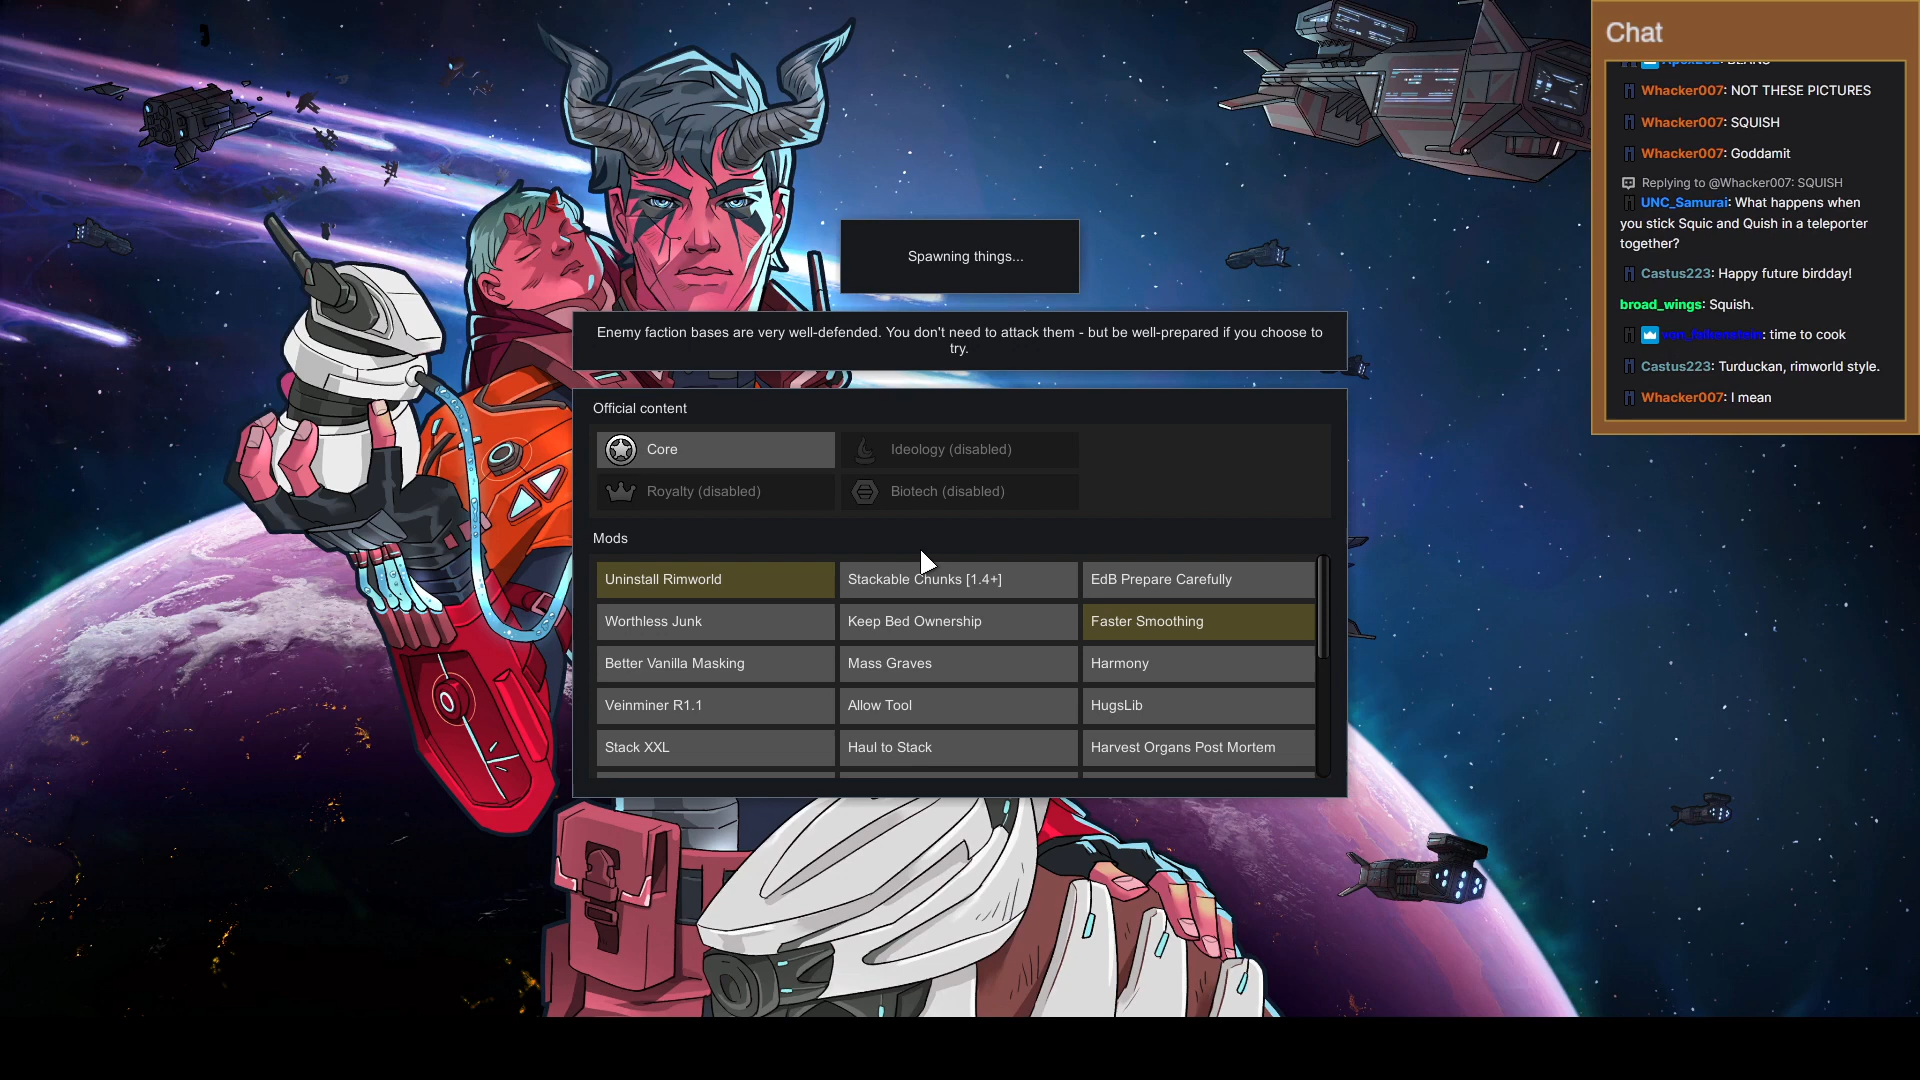 Chat
Whacker007: NOT THESE PICTURES
Whacker007: SQUISH
Whacker007: Goddamit
Replying to @Whacker007: SQUISH
UNC_Samurai: What happens when
you stick Squic and Quish in a teleporter
together?
Castus223: Happy future birdday!
broad_wings: Squish.
: time to cook
Castus223: Turduckan, rimworld style.
Whacker007: I mean
Spawning things...
Enemy faction bases are very well-defended. You don't need to attack them - but be well-prepared if you choose to
try.
Official content
Core
Ideology (disabled)
Royalty (disabled)
Biotech (disabled)
Mods
Uninstall Rimworld
Stackable Chunks [1.4+]
EdB Prepare Carefully
Worthless Junk
Keep Bed Ownership
Faster Smoothing
Better Vanilla Masking
Mass Graves
Harmony
Veinminer R1.1
Allow Tool
HugsLib
Stack XXL
Haul to Stack
Harvest Organs Post Mortem